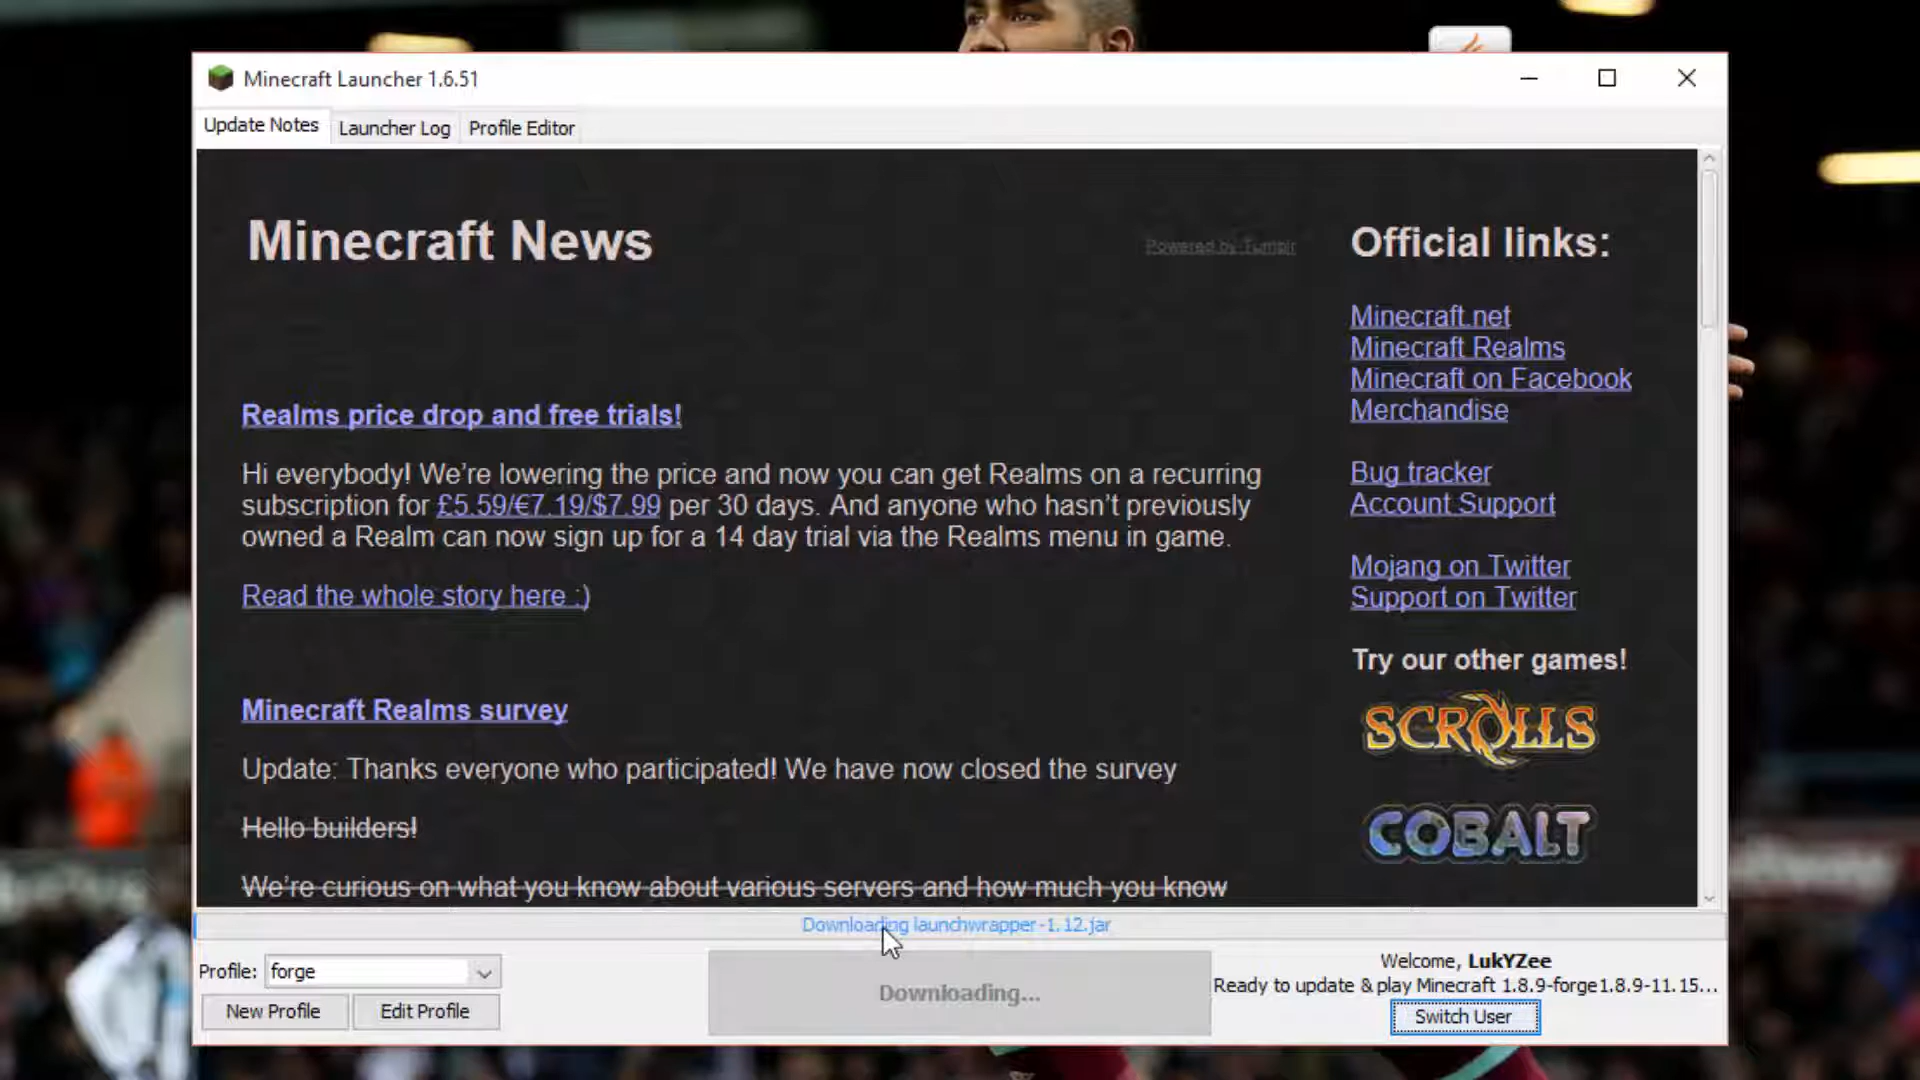 Minecraft Launcher 1.6.51
Update Notes
Launcher Log
Profile Editor
Minecraft News
Powered by Tumblr
Official links:
Minecraft.net
Minecraft Realms
Minecraft on Facebook
Merchandise
Bug tracker
Account Support
Mojang on Twitter
Support on Twitter
Try our other games!
SCROLLS
COBALT
Realms price drop and free trials!
Hi everybody! We’re lowering the price and now you can get Realms on a recurring
subscription for £5.59/€7.19/$7.99 per 30 days. And anyone who hasn’t previously
owned a Realm can now sign up for a 14 day trial via the Realms menu in game.
Read the whole story here :)
Minecraft Realms survey
Update: Thanks everyone who participated! We have now closed the survey
Hello builders!
We’re curious on what you know about various servers and how much you know
Downloading launchwrapper-1.12.jar
Profile: forge
New Profile
Edit Profile
Downloading...
Welcome, LukYZee
Ready to update & play Minecraft 1.8.9-forge1.8.9-11.15...
Switch User